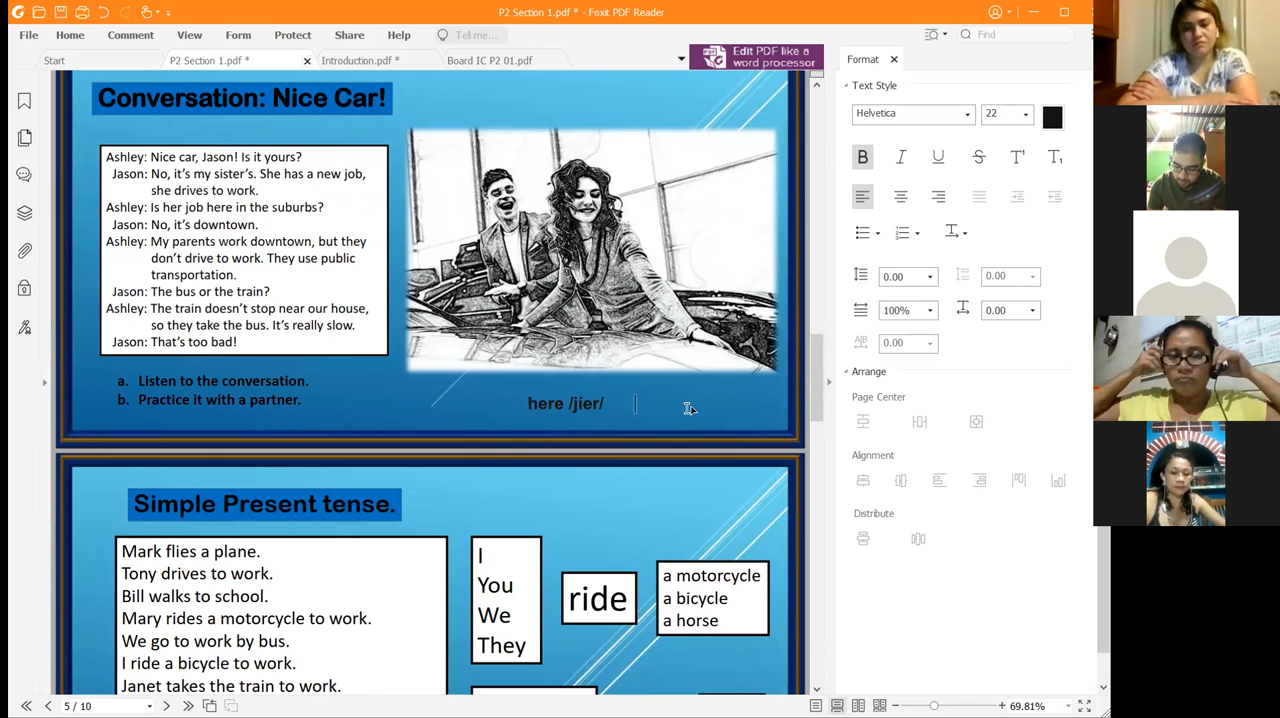 P2 Section 1.pdf * - Foxit PDF Reader
File Home Comment View Form Protect Share Help Tell me... Find
Start P2 Section 1.pdf * Introduction.pdf * Board IC P2 01.pdf
Edit PDF like a
word processor
Conversation: Nice Car!
Ashley: Nice car, Jason! Is it yours?
Jason: No, it's my sister's. She has a new job,
she drives to work.
Ashley: Is her job here in the suburbs?
Jason: No, it's downtown.
Ashley: My parents work downtown, but they
don't drive to work. They use public
transportation.
Jason: The bus or the train?
Ashley: The train doesn't stop near our house,
so they take the bus. It's really slow.
Jason: That's too bad!
a. Listen to the conversation.
b. Practice it with a partner.
here /jíer/
Simple Present tense.
Mark flies a plane.
Tony drives to work.
Bill walks to school.
Mary rides a motorcycle to work.
We go to work by bus.
I ride a bicycle to work.
Janet takes the train to work.
I
You
We
They
ride
a motorcycle
a bicycle
a horse
Format
Text Style
Helvetica 22
B I U S T T
0.00 0.00
100% 0.00
0.00
Arrange
Page Center
Alignment
Distribute
5 / 10
69.81%